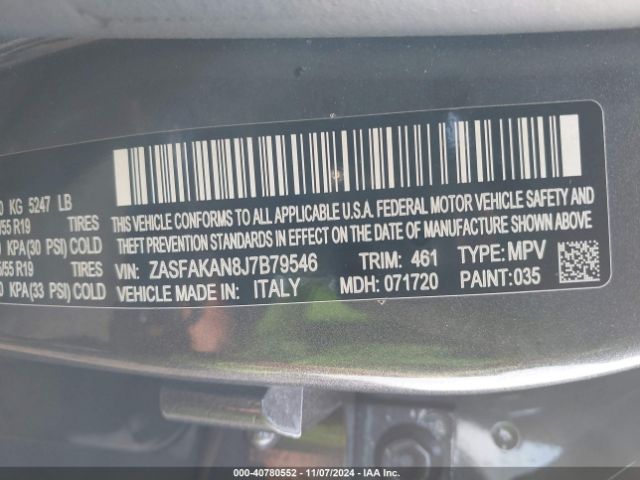 0 KG 5247 LB
/55 R19 TIRES
KPA(30 PSI) COLD
/55 R19 TIRES
0 KPA(33 PSI) COLD
THIS VEHICLE CONFORMS TO ALL APPLICABLE U.S.A. FEDERAL MOTOR VEHICLE SAFETY AND
THEFT PREVENTION STANDARDS IN EFFECT ON THE DATE OF MANUFACTURE SHOWN ABOVE.
VIN: ZASFAKAN8J7B79546 TRIM: 461 TYPE: MPV
VEHICLE MADE IN: ITALY MDH: 071720 PAINT: 035
000-40780552 - 11/07/2024 - IAA Inc.